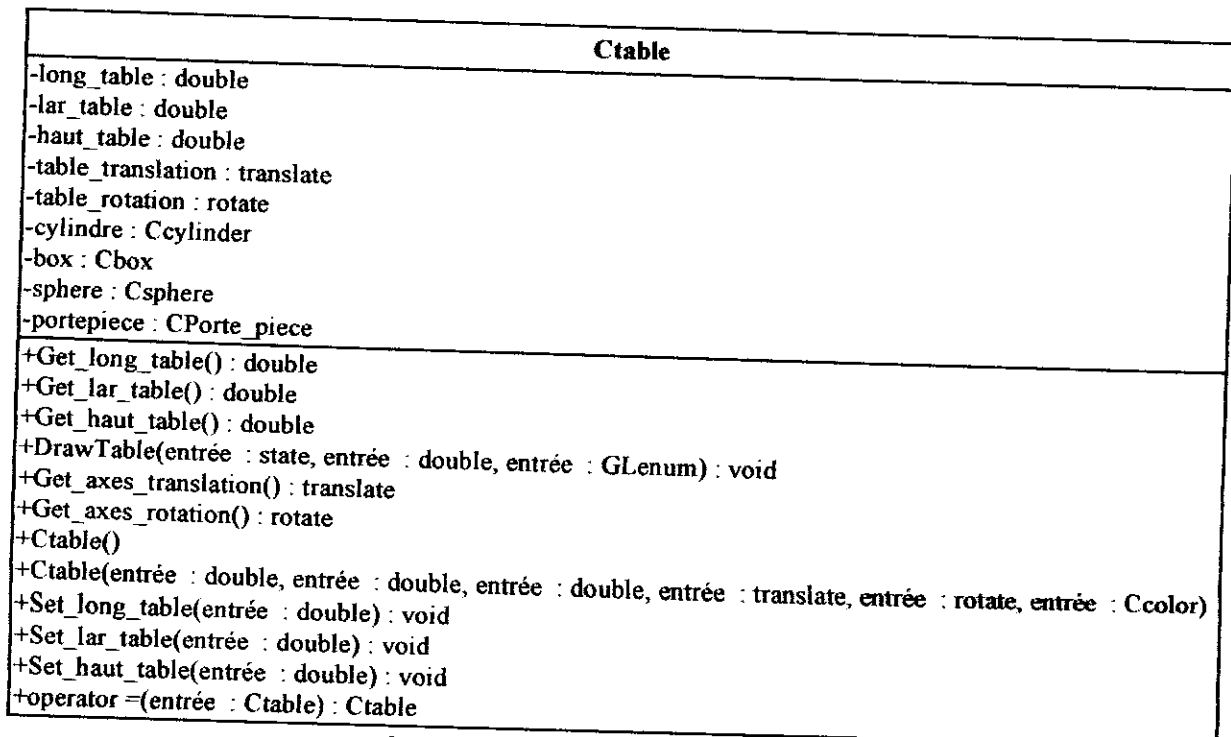 Ctable
-long_table : double
-lar_table : double
-haut_table : double
-table_translation : translate
-table_rotation : rotate
-cylindre : Ccylinder
-box : Cbox
-sphere : Csphere
-portepiece : CPorte_piece
+Get_long_table() : double
+Get_lar_table() : double
+Get_haut_table() : double
+DrawTable(entrée : state, entrée : double, entrée : GLenum) : void
+Get_axes_translation() : translate
+Get_axes_rotation() : rotate
+Ctable()
+Ctable(entrée : double, entrée : double, entrée : double, entrée : translate, entrée : rotate, entrée : Ccolor)
+Set_long_table(entrée : double) : void
+Set_lar_table(entrée : double) : void
+Set_haut_table(entrée : double) : void
+operator =(entrée : Ctable) : Ctable